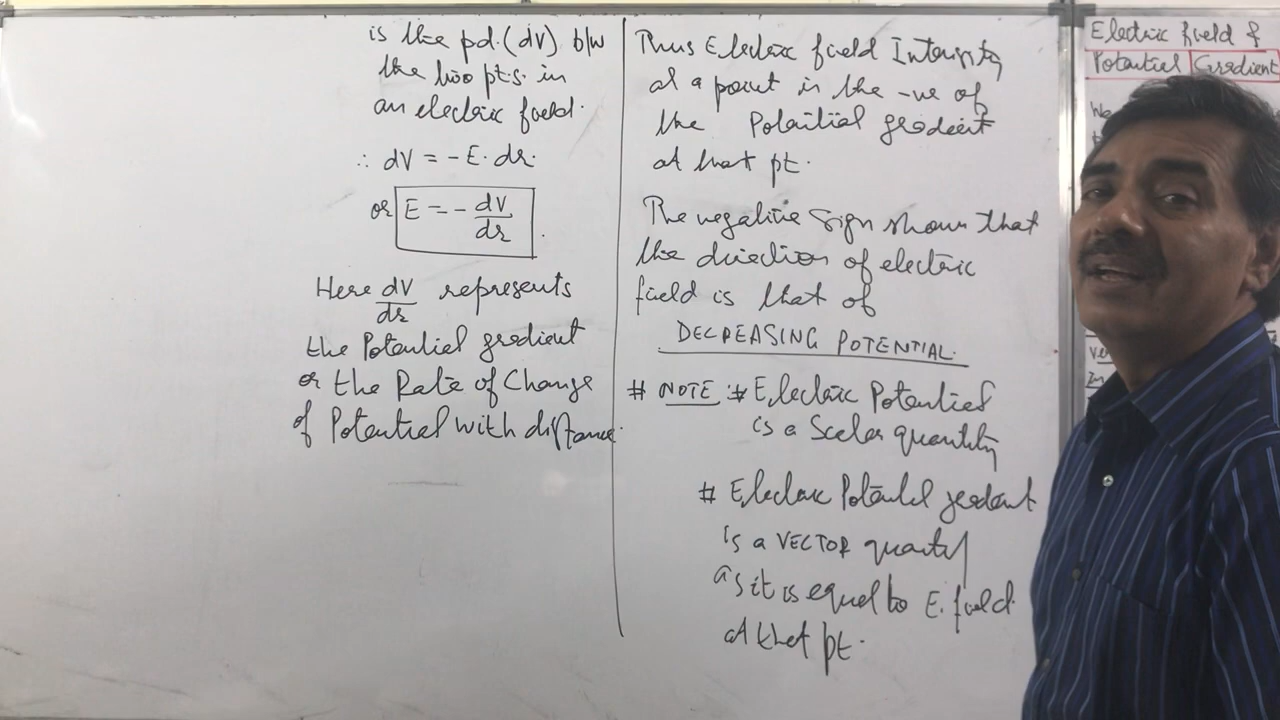 is the pd. (dv) b/w
the two pts. in
an electric field.
∴ dV = - E. dr.
or E = - dV/dr.
Here dV/dr represents
the Potential gradient
or the Rate of Change
of Potential with distance.
Thus Electric field Intensity
at a point is the -ve of
the Potential gradient
at that pt.
The negative sign shows that
the direction of electric
field is that of
DECREASING POTENTIAL.
# NOTE :# Electric Potential
is a Scalar quantity
# Electric Potential gradient
is a VECTOR quantity
as it is equal to E. field
at that pt.
Electric field &
Potential Gradient
We